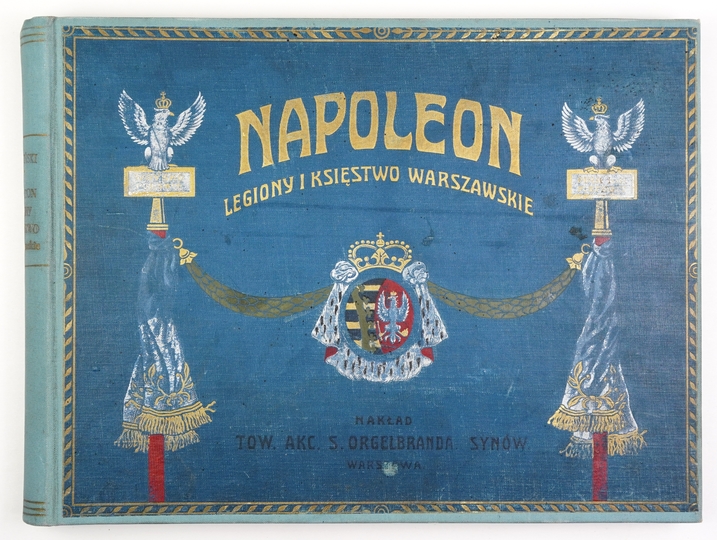 NAPOLEON
LEGIONY I KSIĘSTWO WARSZAWSKIE
NAKŁAD
TOW. AKC. S. ORGELBRANDA SYNÓW
WARSZAWA